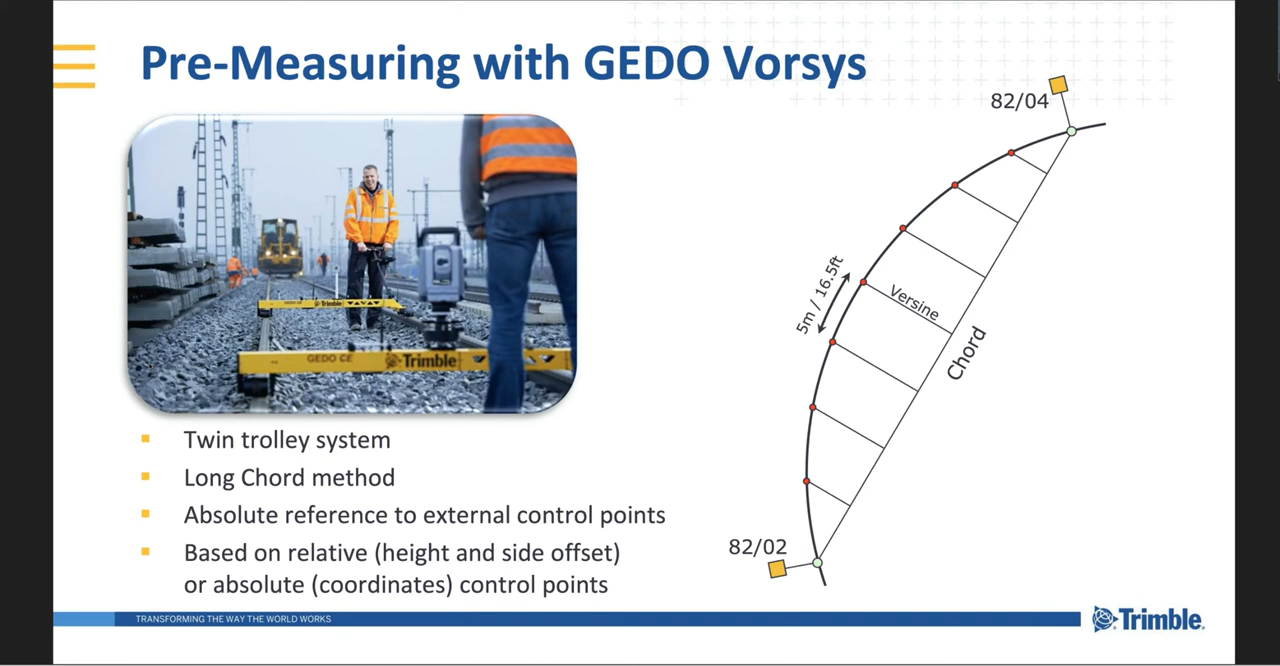 Pre-Measuring with GEDO Vorsys
GEDO CE Trimble
GEDO CE Trimble
Twin trolley system
Long Chord method
Absolute reference to external control points
Based on relative (height and side offset)
or absolute (coordinates) control points
82/04
5m / 16.5ft
Versine
Chord
82/02
TRANSFORMING THE WAY THE WORLD WORKS
Trimble